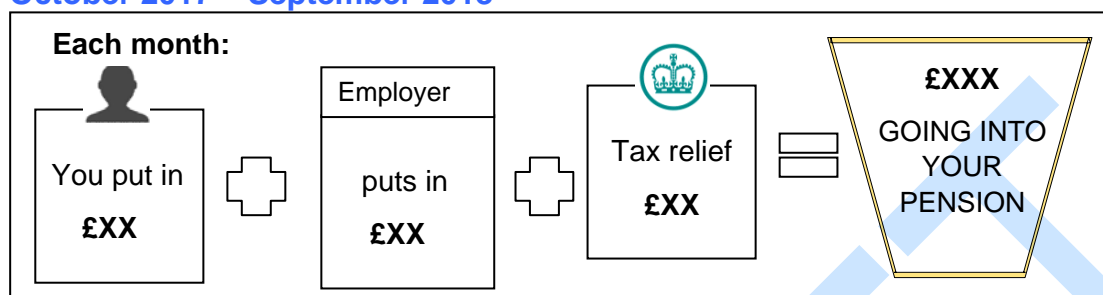 October 2017 – September 2018
Each month:
You put in
£XX
Employer
puts in
£XX
Tax relief
£XX
£XXX
GOING INTO
YOUR
PENSION